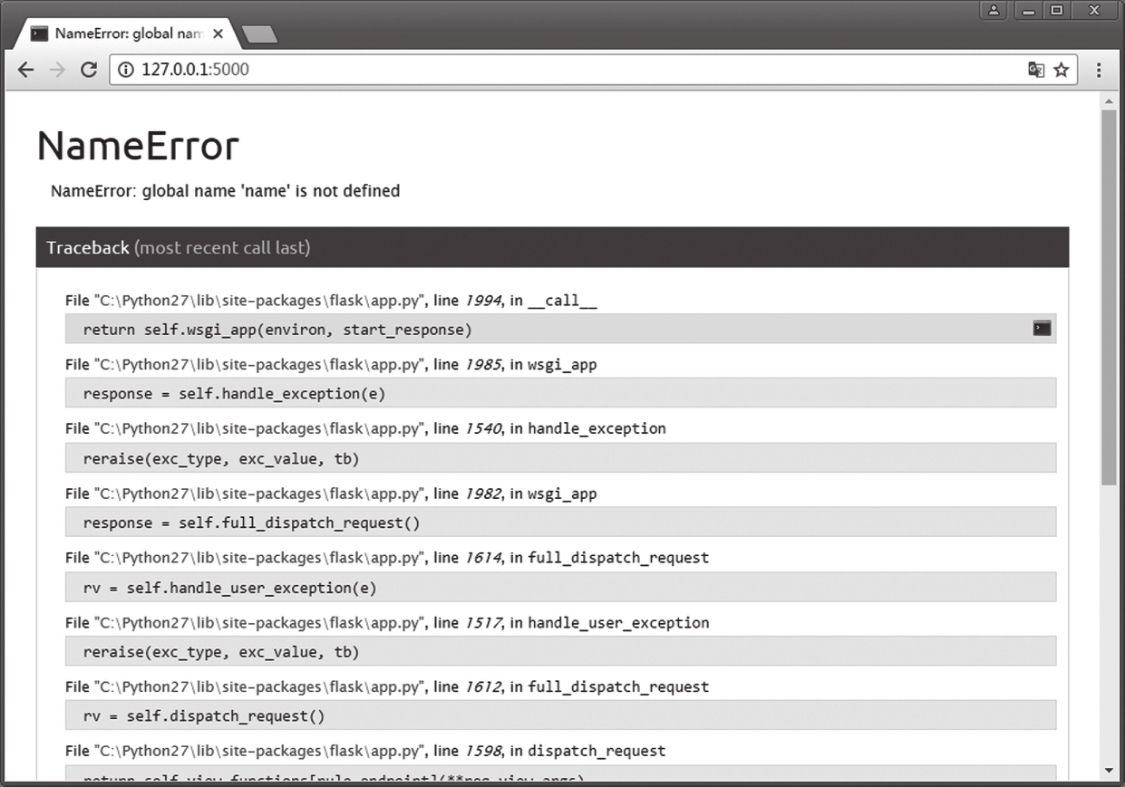 NameError: global nam
127.0.0.1:5000
NameError
NameError: global name 'name' is not defined
Traceback (most recent call last)
File "C:\Python27\lib\site-packages\flask\app.py", line 1994, in __call__
return self.wsgi_app(environ, start_response)
File "C:\Python27\lib\site-packages\flask\app.py", line 1985, in wsgi_app
response = self.handle_exception(e)
File "C:\Python27\lib\site-packages\flask\app.py", line 1540, in handle_exception
reraise(exc_type, exc_value, tb)
File "C:\Python27\lib\site-packages\flask\app.py", line 1982, in wsgi_app
response = self.full_dispatch_request()
File "C:\Python27\lib\site-packages\flask\app.py", line 1614, in full_dispatch_request
rv = self.handle_user_exception(e)
File "C:\Python27\lib\site-packages\flask\app.py", line 1517, in handle_user_exception
reraise(exc_type, exc_value, tb)
File "C:\Python27\lib\site-packages\flask\app.py", line 1612, in full_dispatch_request
rv = self.dispatch_request()
File "C:\Python27\lib\site-packages\flask\app.py", line 1598, in dispatch_request
return self.view_functions[rule.endpoint](**req.view_args)